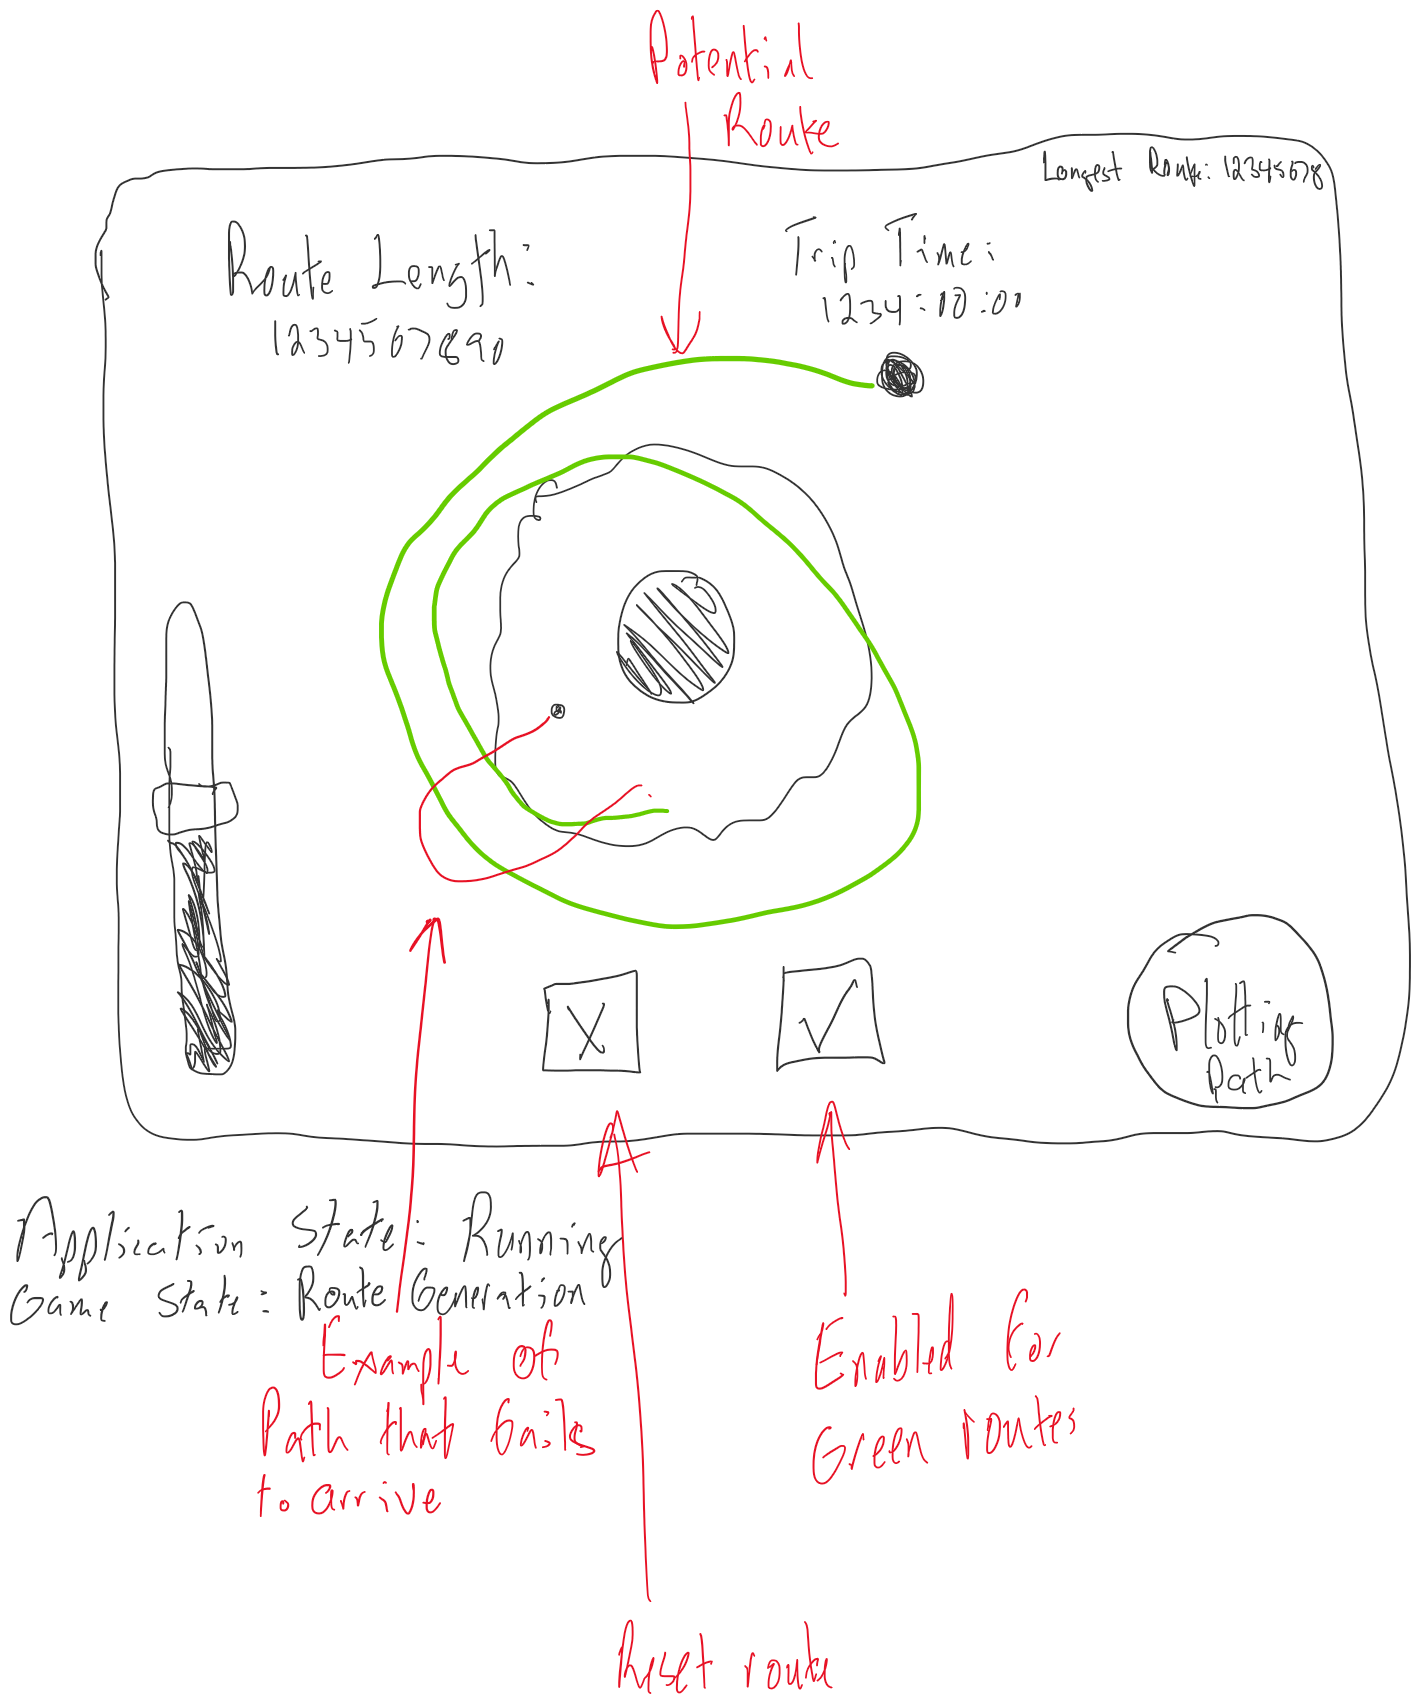 Potential
Route
Longest Route: 12345678
Route Length:
1234567890
Trip Time:
1234:00:00
X
Plotting
Path
Application State: Running
Game State: Route Generation
Example of
Path that fails
to arrive
Enabled for
Green routes
Reset route